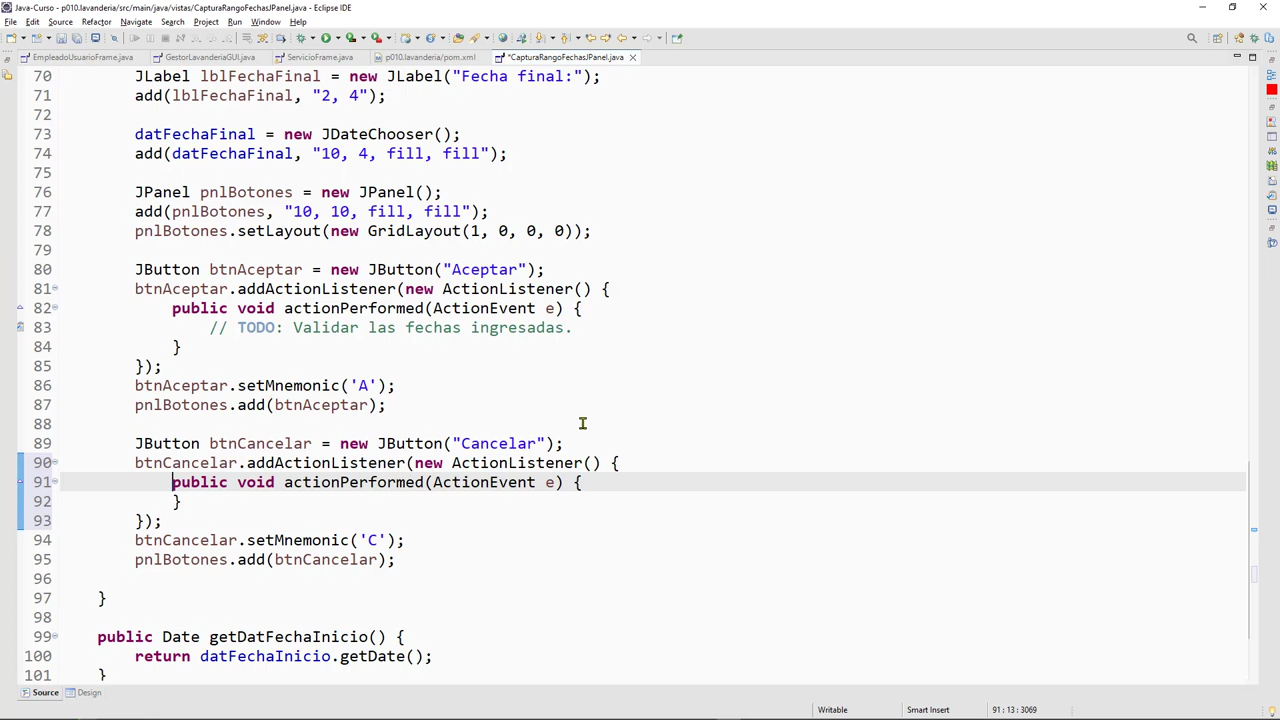 Java-Curso - p010.lavanderia/src/main/java/vistas/CapturaRangoFechasJPanel.java - Eclipse IDE
File Edit Source Refactor Navigate Search Project Run Window Help
EmpleadoUsuarioFrame.java GestorLavanderiaGUI.java ServicioFrame.java p010.lavanderia/pom.xml *CapturaRangoFechasJPanel.java
70 JLabel lblFechaFinal = new JLabel("Fecha final:");
71 add(lblFechaFinal, "2, 4");
72
73 datFechaFinal = new JDateChooser();
74 add(datFechaFinal, "10, 4, fill, fill");
75
76 JPanel pnlBotones = new JPanel();
77 add(pnlBotones, "10, 10, fill, fill");
78 pnlBotones.setLayout(new GridLayout(1, 0, 0, 0));
79
80 JButton btnAceptar = new JButton("Aceptar");
81 btnAceptar.addActionListener(new ActionListener() {
82 public void actionPerformed(ActionEvent e) {
83 // TODO: Validar las fechas ingresadas.
84 }
85 });
86 btnAceptar.setMnemonic('A');
87 pnlBotones.add(btnAceptar);
88
89 JButton btnCancelar = new JButton("Cancelar");
90 btnCancelar.addActionListener(new ActionListener() {
91 public void actionPerformed(ActionEvent e) {
92 }
93 });
94 btnCancelar.setMnemonic('C');
95 pnlBotones.add(btnCancelar);
96
97 }
98
99 public Date getDatFechaInicio() {
100 return datFechaInicio.getDate();
101 }
Source Design
Writable Smart Insert 91 : 13 : 3069